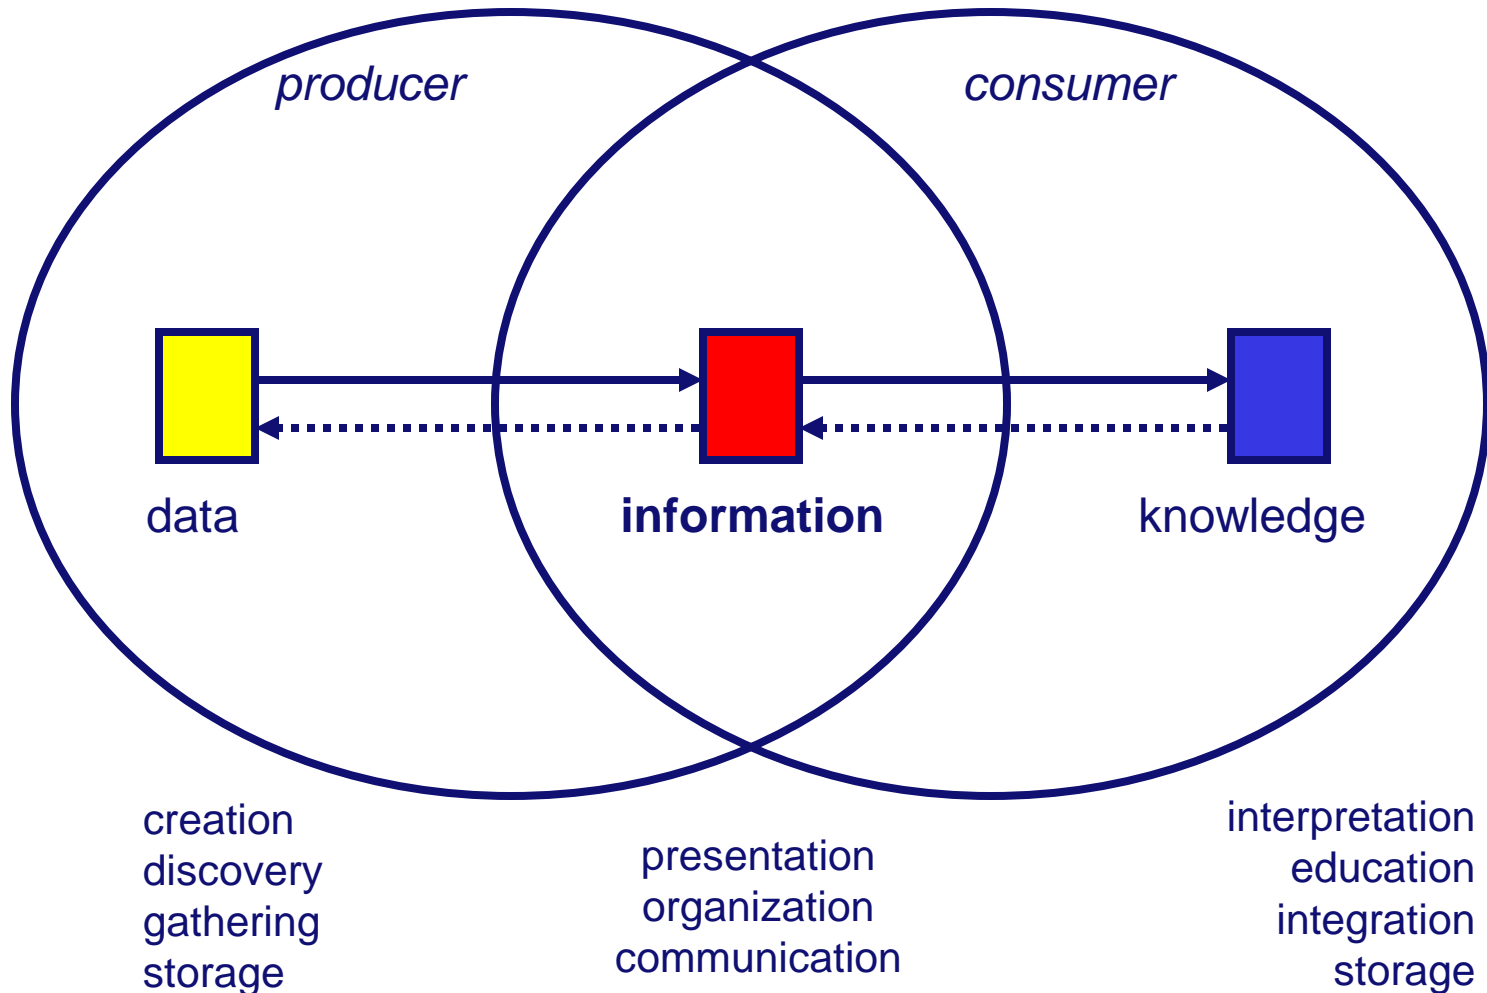 producer
consumer
data
information
knowledge
creation
discovery
gathering
storage
presentation
organization
communication
interpretation
education
integration
storage